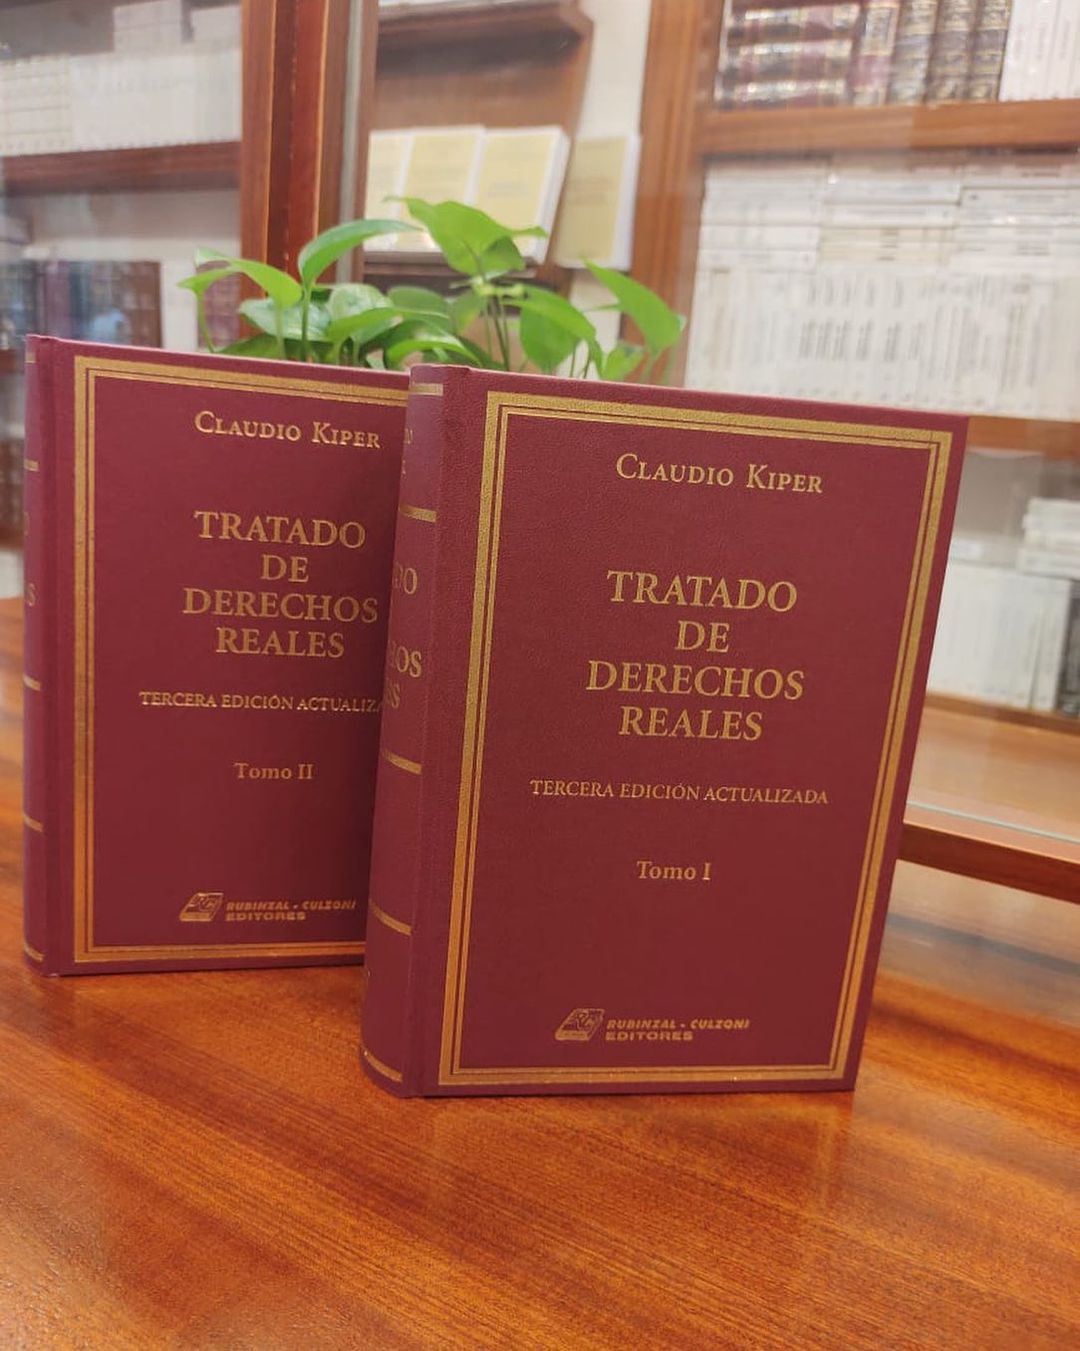 CLAUDIO KIPER
TRATADO
DE
DERECHOS
REALES
TERCERA EDICIÓN
Tomo II
RUBINZAL - CULZONI
EDITORES
CLAUDIO KIPER
TRATADO
DE
DERECHOS
REALES
TERCERA EDICIÓN ACTUALIZADA
Tomo I
RUBINZAL - CULZONI
EDITORES